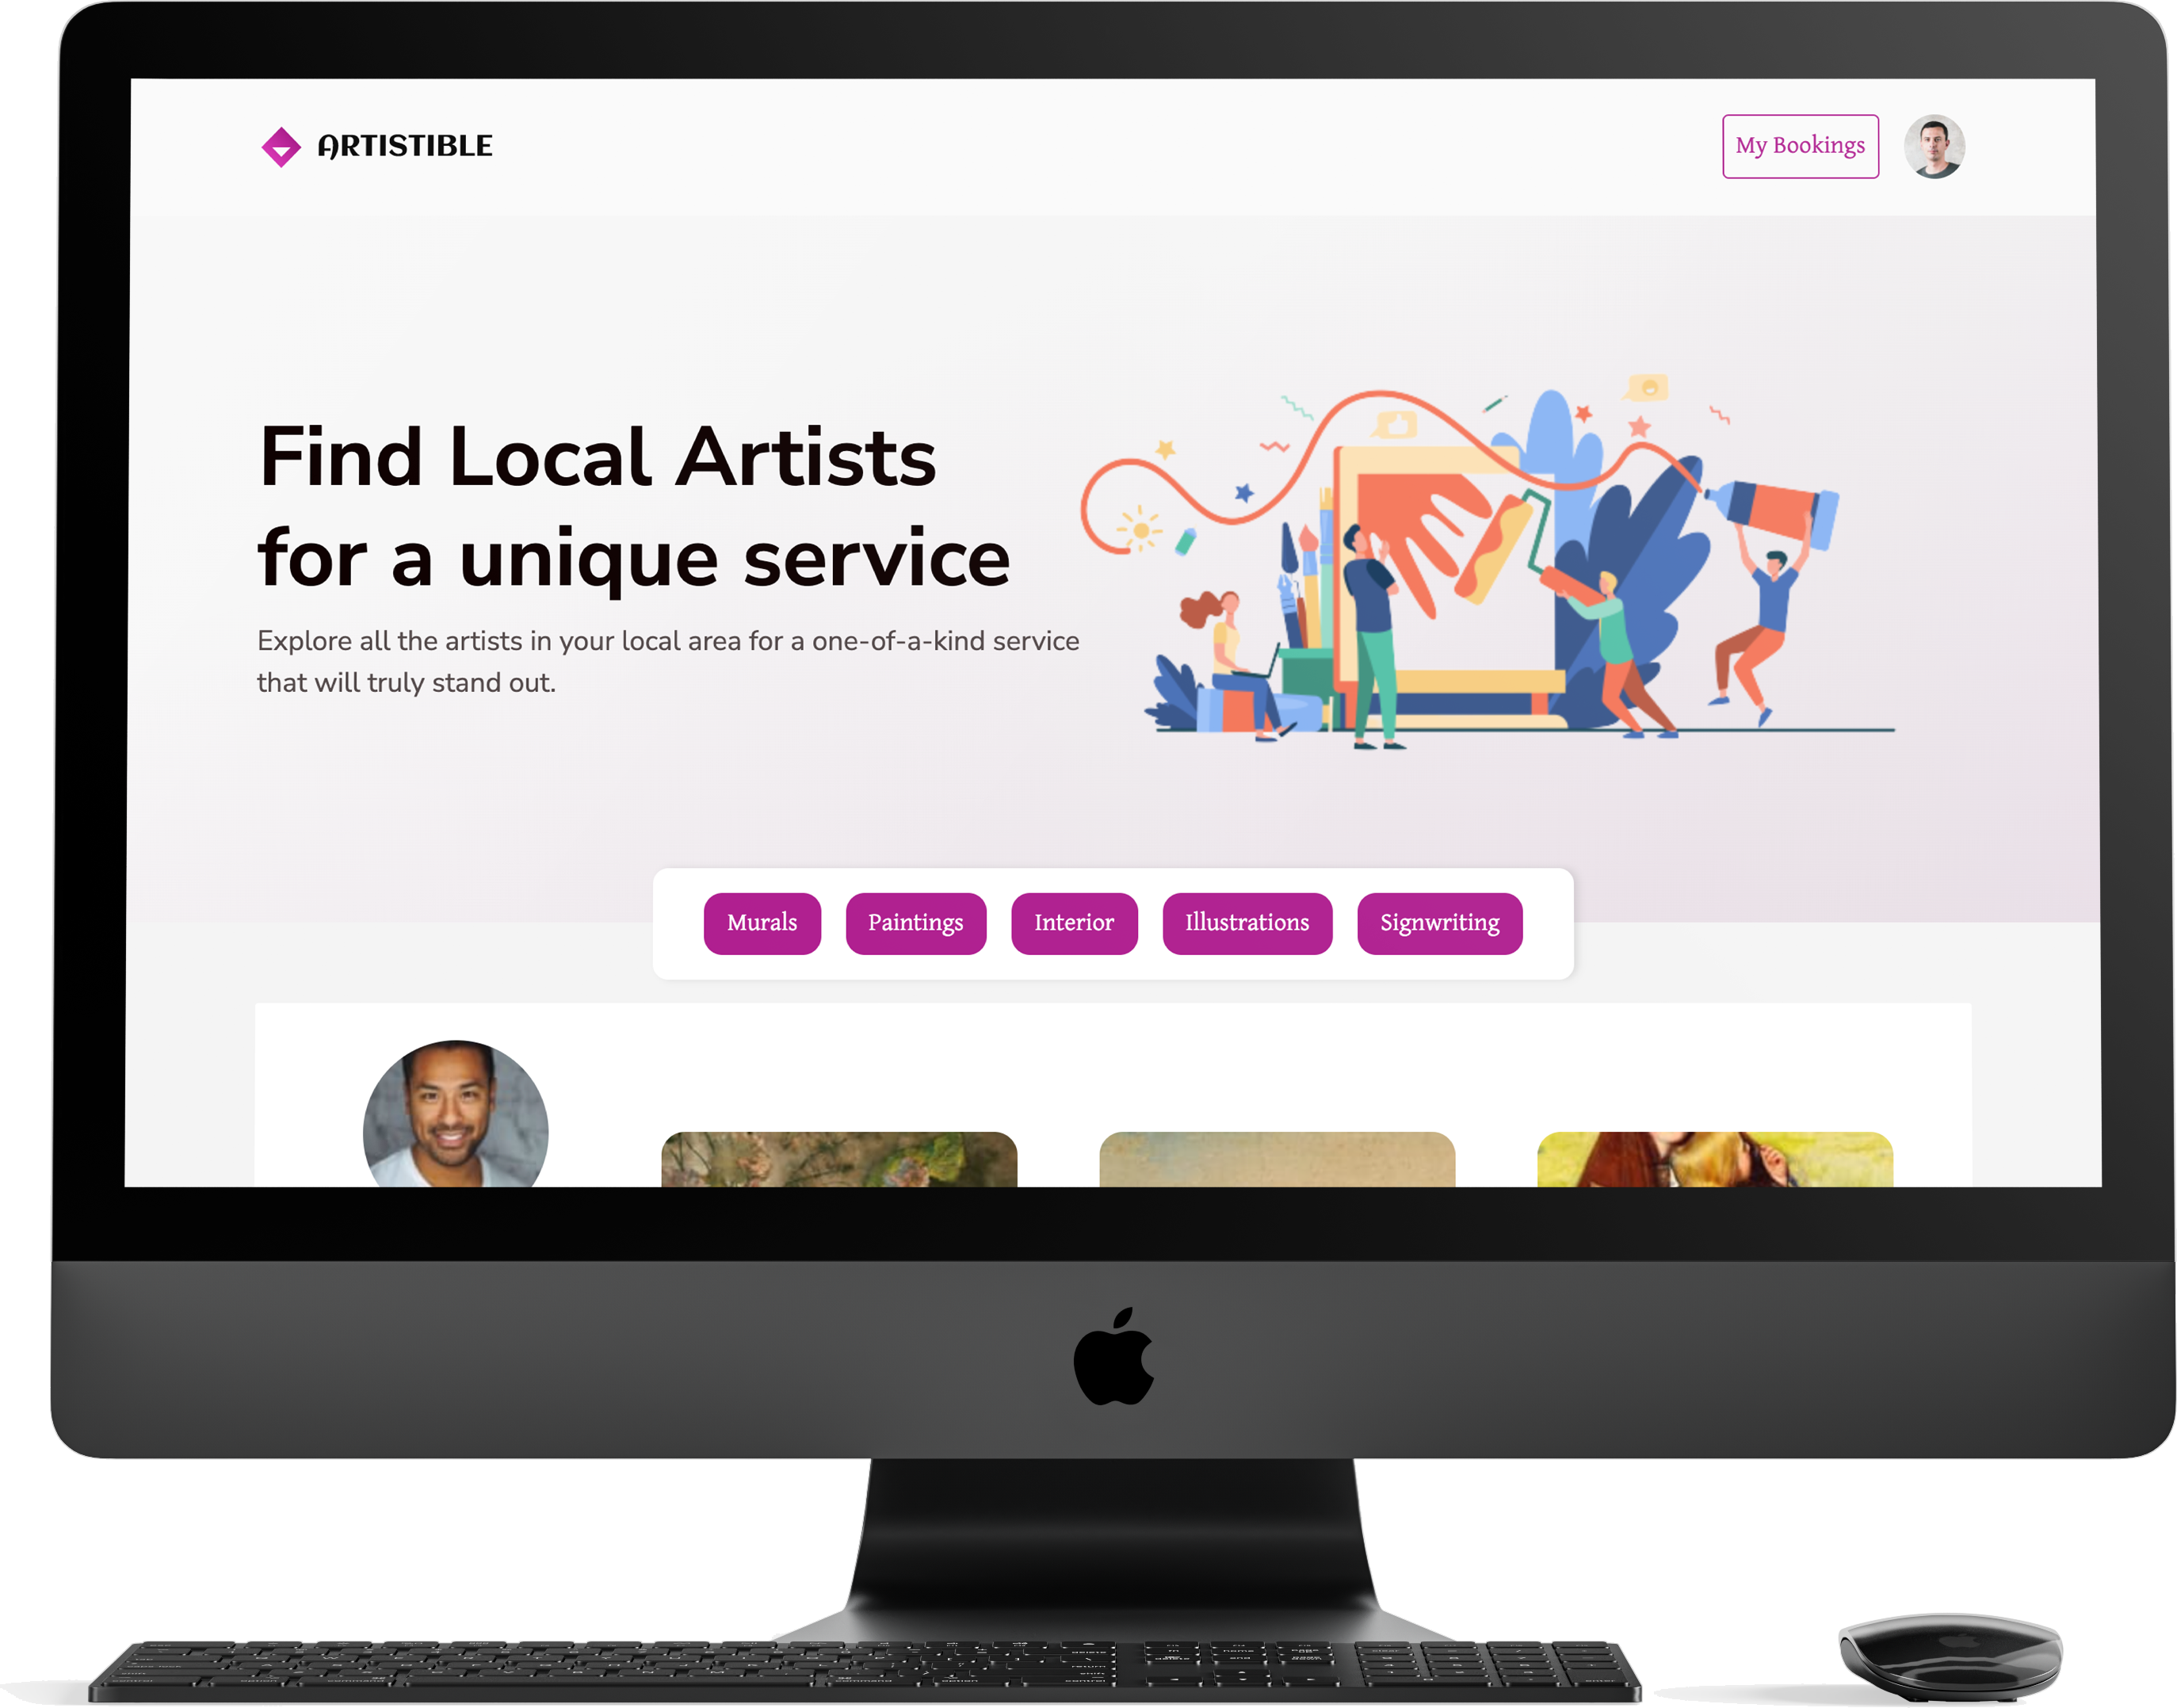 ARTISTIBLE
My Bookings
Find Local Artists
for a unique service
Explore all the artists in your local area for a one-of-a-kind service
that will truly stand out.
Murals
Paintings
Interior
Illustrations
Signwriting